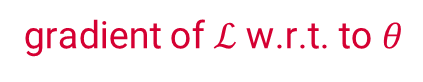 gradient of ℒ w.r.t. to θ